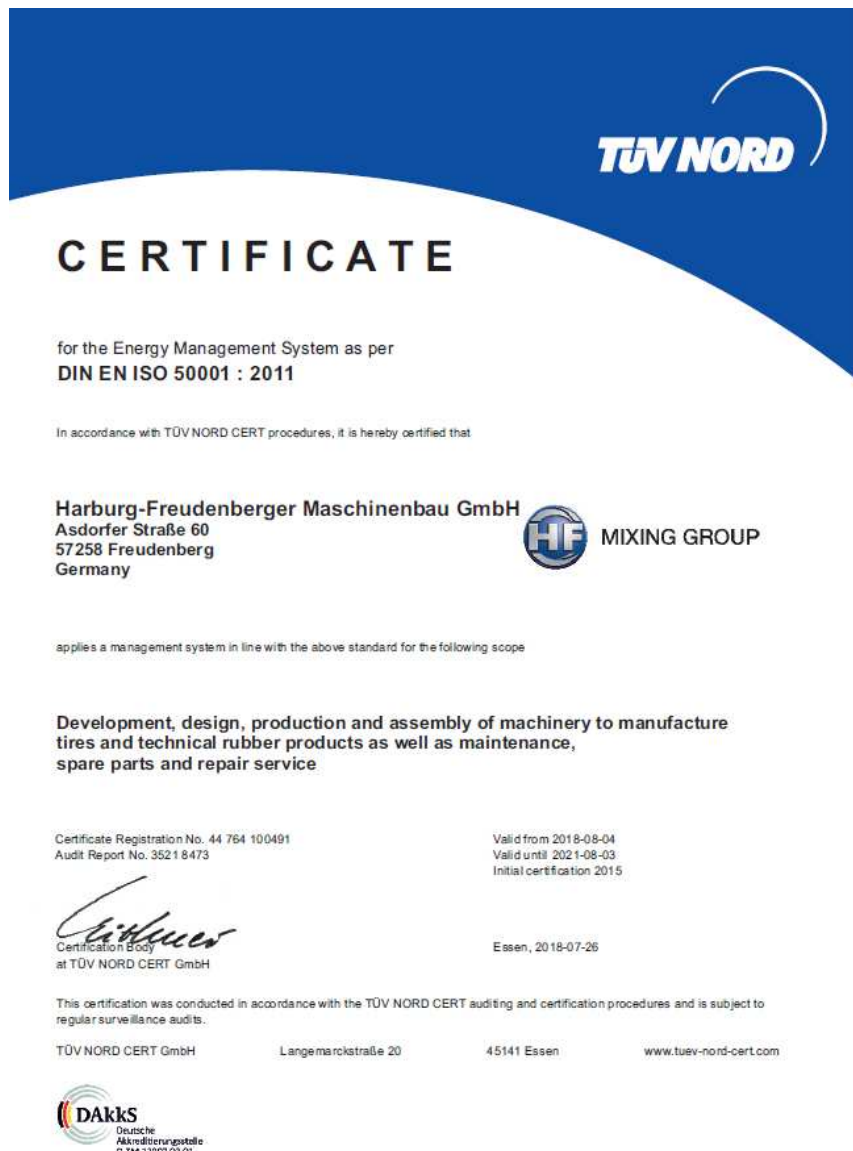 TÜV NORD
CERTIFICATE
for the Energy Management System as per
DIN EN ISO 50001 : 2011
In accordance with TÜV NORD CERT procedures, it is hereby certified that
Harburg-Freudenberger Maschinenbau GmbH
Asdorfer Straße 60
57258 Freudenberg
Germany
HF MIXING GROUP
applies a management system in line with the above standard for the following scope
Development, design, production and assembly of machinery to manufacture
tires and technical rubber products as well as maintenance,
spare parts and repair service
Certificate Registration No. 44 764 100491
Audit Report No. 3521 8473
Valid from 2018-08-04
Valid until 2021-08-03
Initial certification 2015
Certification Body
at TÜV NORD CERT GmbH
Essen, 2018-07-26
This certification was conducted in accordance with the TÜV NORD CERT auditing and certification procedures and is subject to
regular surveillance audits.
TÜV NORD CERT GmbH Langemarckstraße 20 45141 Essen www.tuev-nord-cert.com
DAkkS
Deutsche
Akkreditierungsstelle